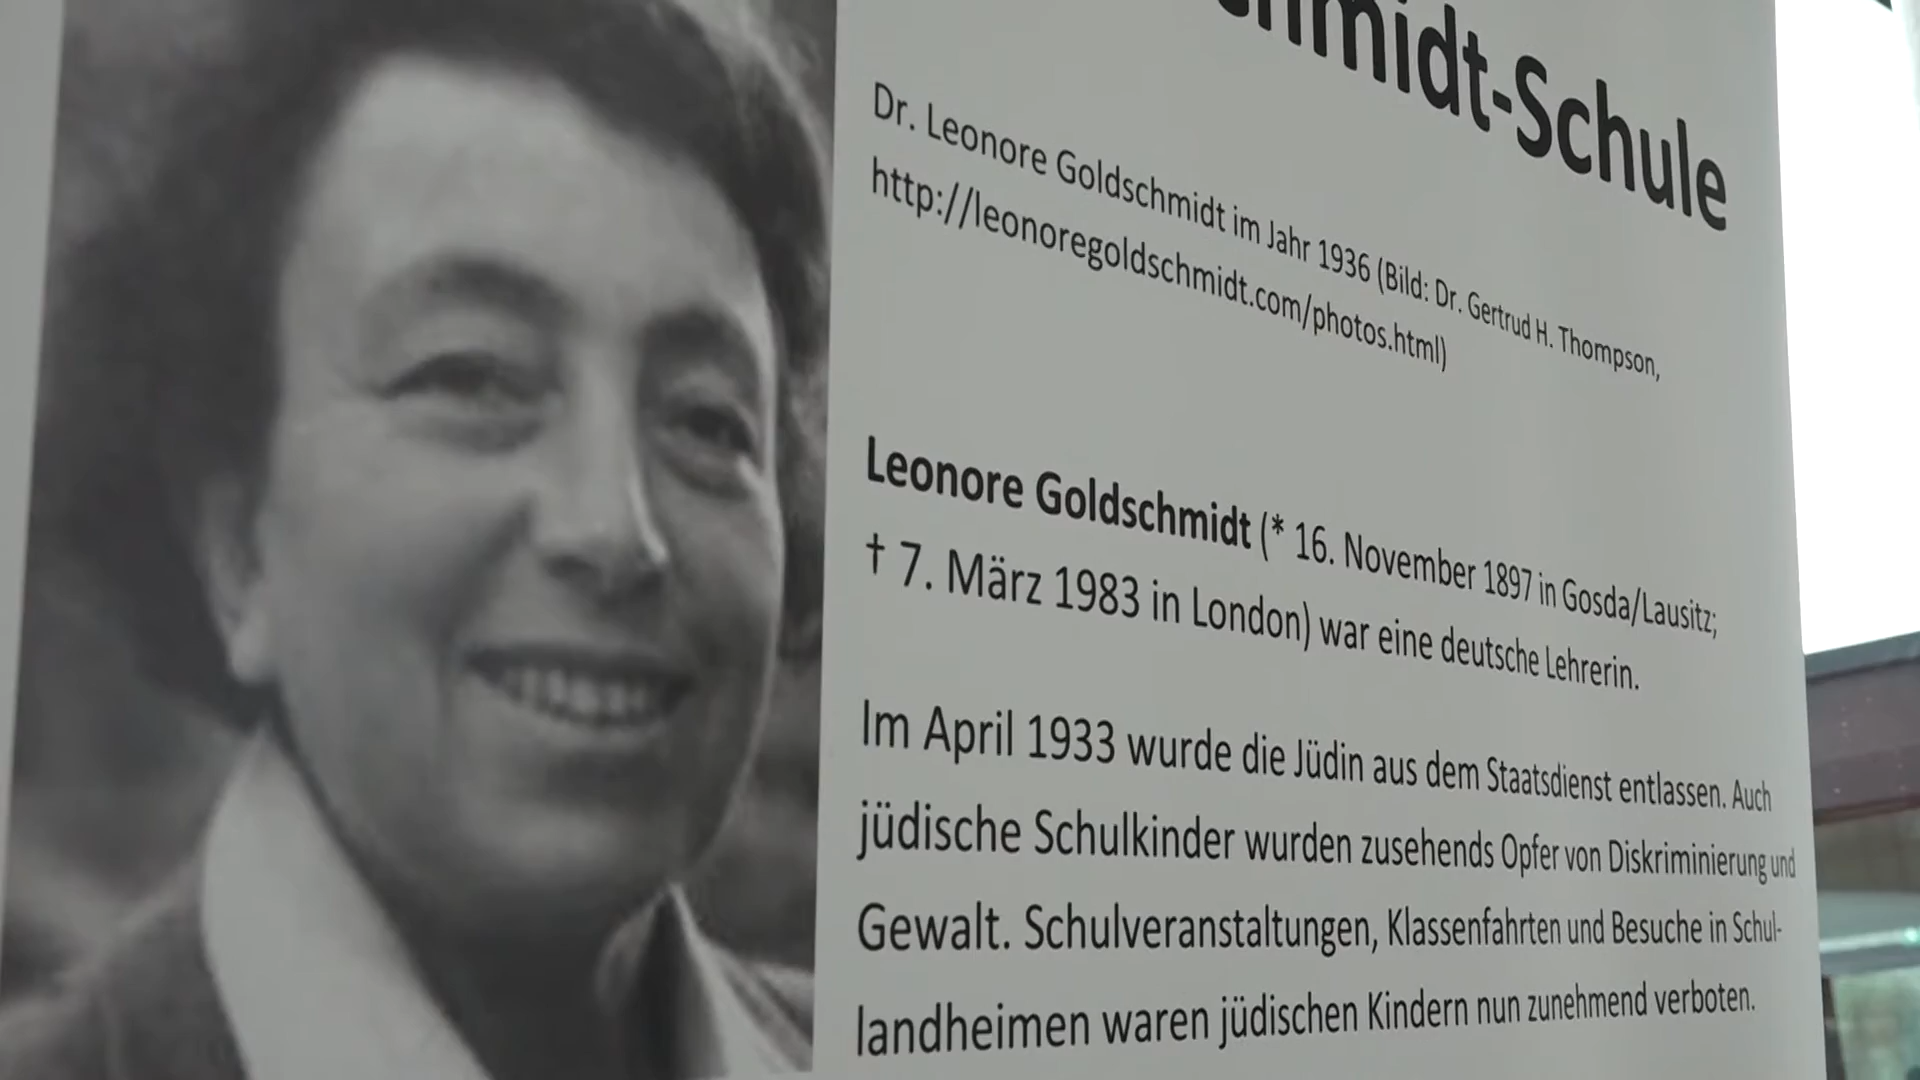 chmidt-Schule
Dr. Leonore Goldschmidt im Jahr 1936 (Bild: Dr. Gertrud H. Thompson,
http://leonoregoldschmidt.com/photos.html)
Leonore Goldschmidt (* 16. November 1897 in Gosda/Lausitz;
† 7. März 1983 in London) war eine deutsche Lehrerin.
Im April 1933 wurde die Jüdin aus dem Staatsdienst entlassen. Auch
jüdische Schulkinder wurden zusehends Opfer von Diskriminierung und
Gewalt. Schulveranstaltungen, Klassenfahrten und Besuche in Schul-
landheimen waren jüdischen Kindern nun zunehmend verboten.